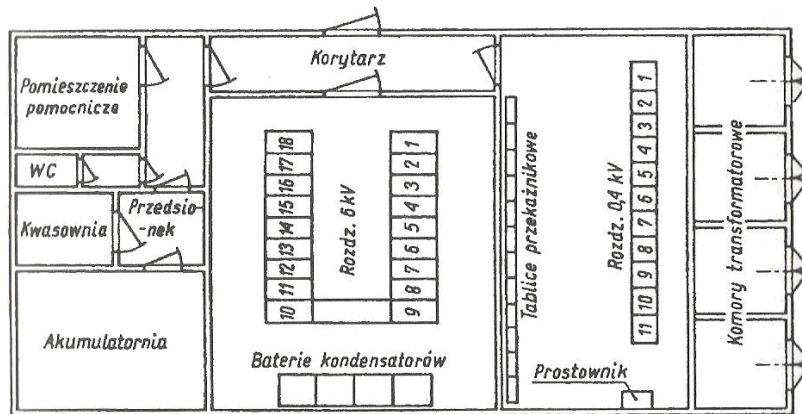 Korytarz
Pomieszczenie
pomocnicze
WC
Przedsio-
-nek
Kwasownia
Akumulatornia
18
17
16
15
14
13
12
11
10
Rozdz. 6 kV
1
2
3
4
5
6
7
8
9
Baterie kondensatorów
Tablice przekaźnikowe
Rozdz. 0,4 kV
1
2
3
4
5
6
7
8
9
10
11
Prostownik
Komory transformatorowe